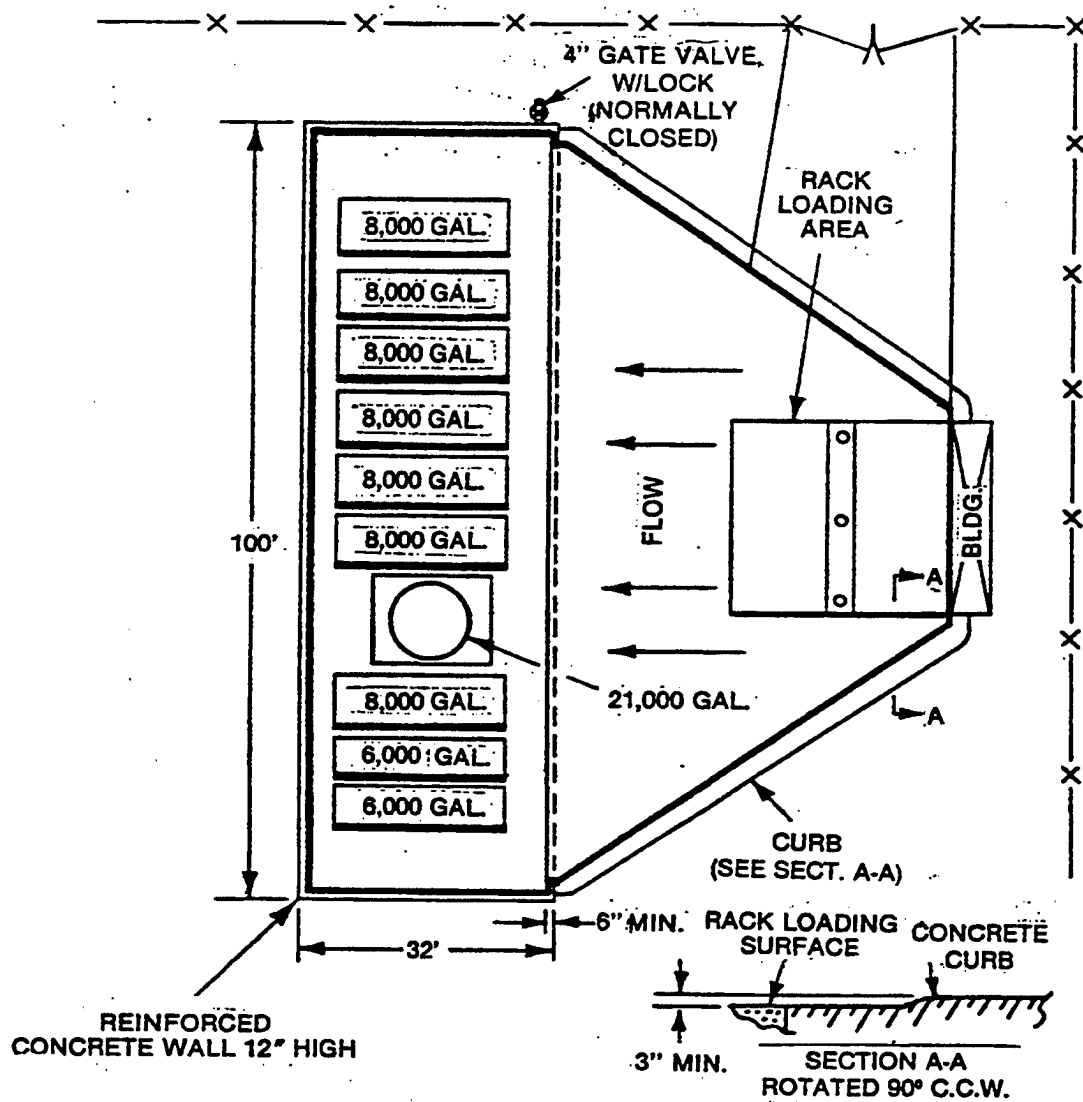 4" GATE VALVE,
W/LOCK
(NORMALLY
CLOSED)
RACK
LOADING
AREA
8,000 GAL.
8,000 GAL.
8,000 GAL.
8,000 GAL.
8,000 GAL.
8,000 GAL.
100'
FLOW
BLDG.
A
21,000 GAL.
8,000 GAL.
A
6,000 GAL.
6,000 GAL.
CURB
(SEE SECT. A-A)
6" MIN.
32'
RACK LOADING
SURFACE
CONCRETE
CURB
REINFORCED
CONCRETE WALL 12" HIGH
3" MIN.
SECTION A-A
ROTATED 90° C.C.W.